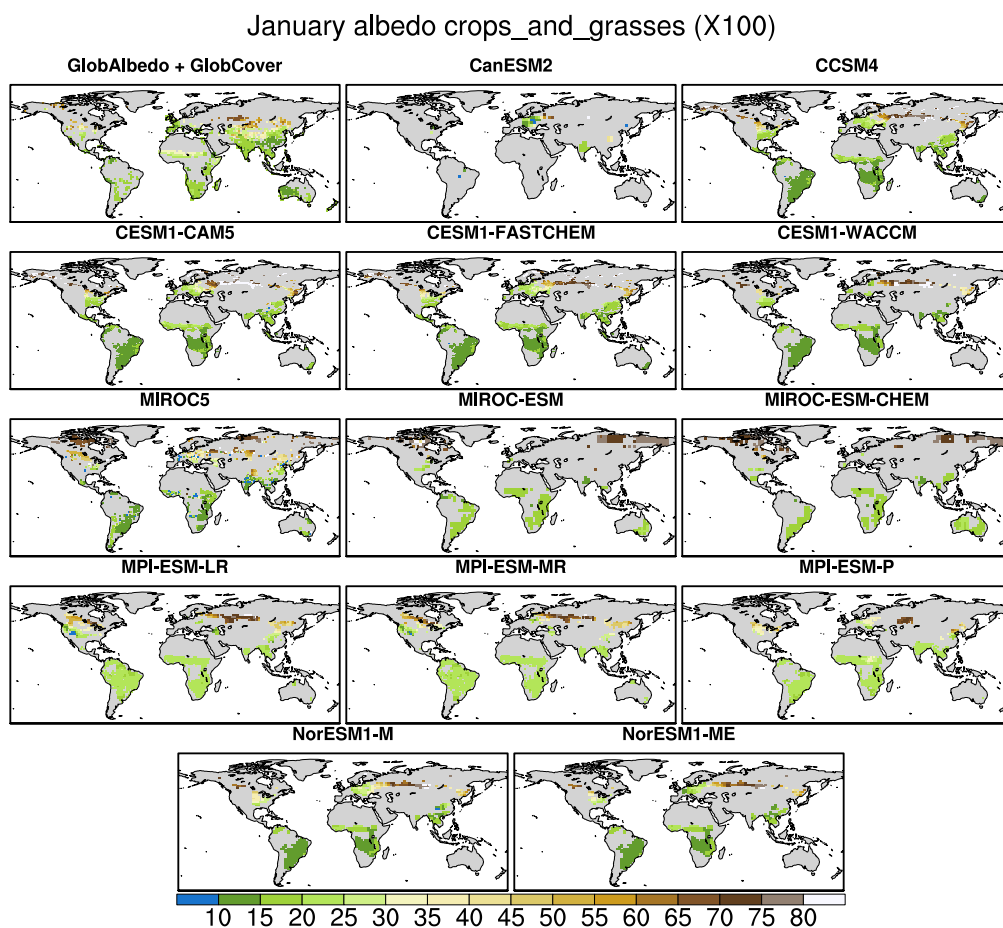 January albedo crops_and_grasses (X100)
GlobAlbedo + GlobCover CanESM2 CCSM4
CESM1-CAM5 CESM1-FASTCHEM CESM1-WACCM
MIROC5 MIROC-ESM MIROC-ESM-CHEM
MPI-ESM-LR MPI-ESM-MR MPI-ESM-P
NorESM1-M NorESM1-ME
10 15 20 25 30 35 40 45 50 55 60 65 70 75 80